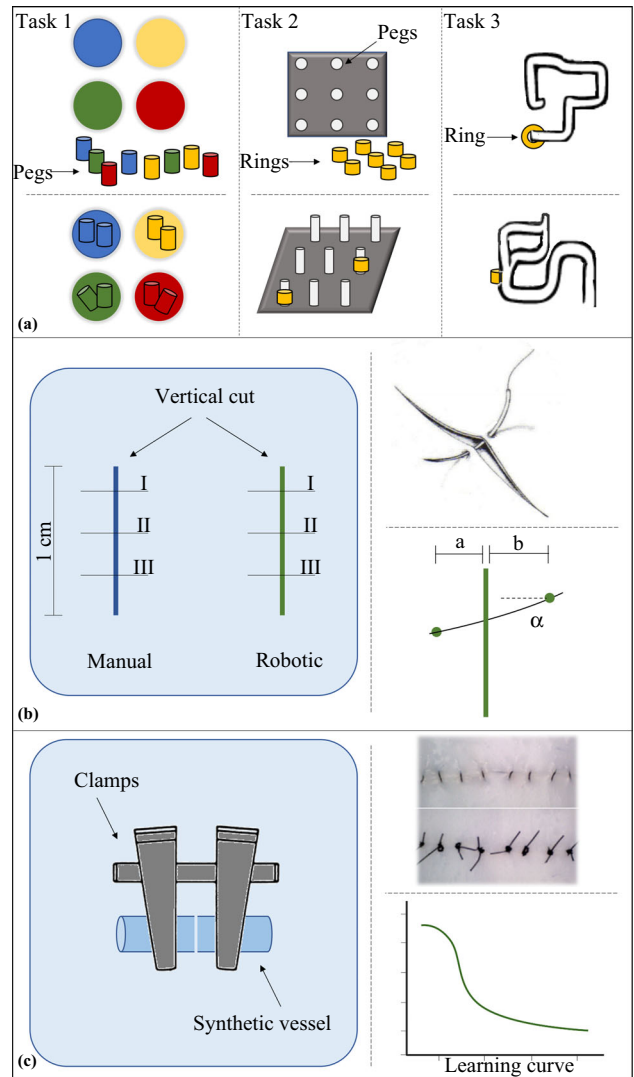 Task 1
Task 2
Task 3
Pegs
Ring
Pegs
Rings
(a)
Vertical cut
I
I
II
II
III
III
1 cm
Manual
Robotic
a
b
α
(b)
Clamps
Synthetic vessel
Learning curve
(c)